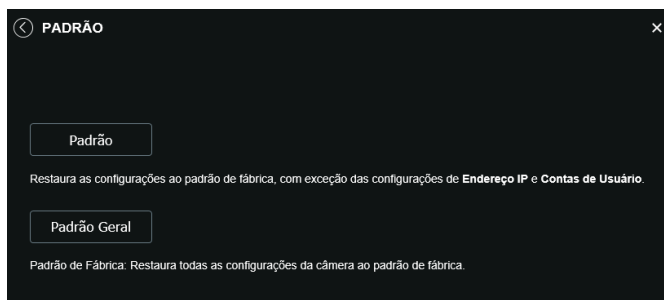 PADRÃO
Padrão
Restaura as configurações ao padrão de fábrica, com exceção das configurações de Endereço IP e Contas de Usuário.
Padrão Geral
Padrão de Fábrica: Restaura todas as configurações da câmera ao padrão de fábrica.